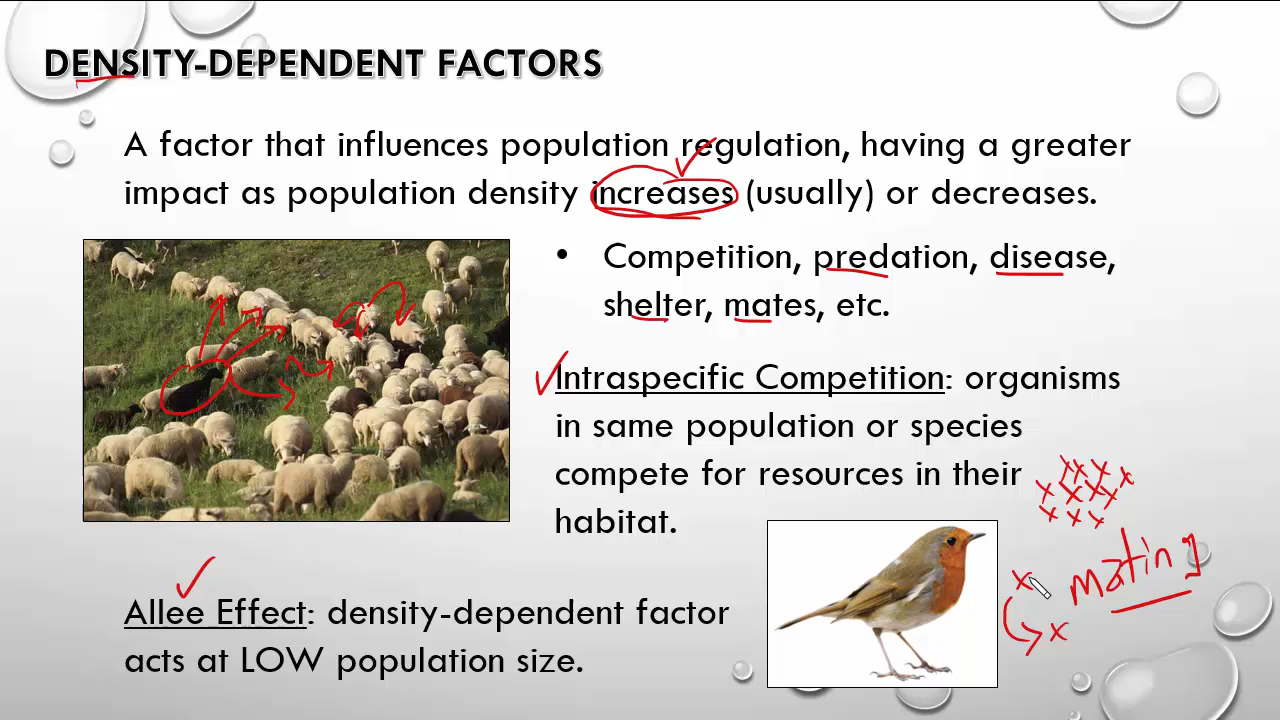 DENSITY-DEPENDENT FACTORS
A factor that influences population regulation, having a greater
impact as population density increases (usually) or decreases.
• Competition, predation, disease,
shelter, mates, etc.
Intraspecific Competition: organisms
in same population or species
compete for resources in their
habitat.
mating
Allee Effect: density-dependent factor
acts at LOW population size.